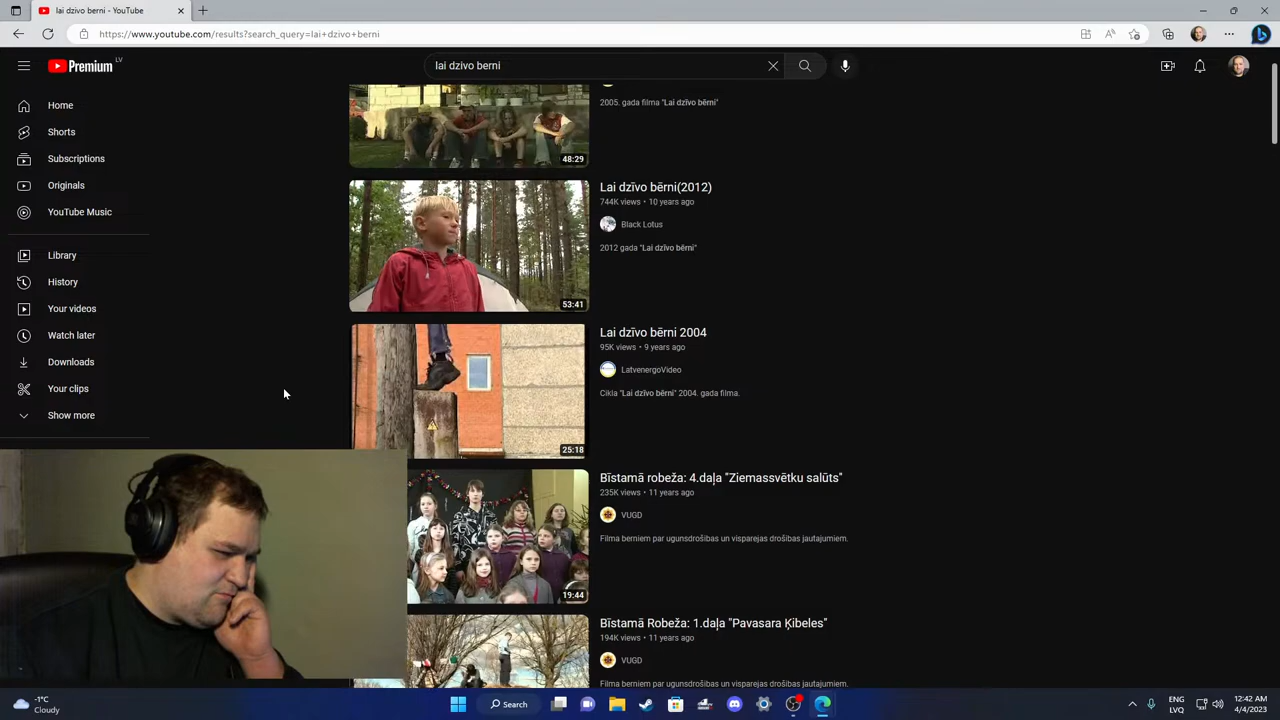 lai dzivo berni - YouTube
https://www.youtube.com/results?search_query=lai+dzivo+berni
Premium LV
lai dzivo berni
Home
Shorts
Subscriptions
Originals
YouTube Music
Library
History
Your videos
Watch later
Downloads
Your clips
Show more
2005. gada filma "Lai dzīvo bērni"
48:29
Lai dzīvo bērni(2012)
744K views • 10 years ago
Black Lotus
2012 gada "Lai dzīvo bērni"
53:41
Lai dzīvo bērni 2004
95K views • 9 years ago
LatvenergoVideo
Cikla "Lai dzīvo bērni" 2004. gada filma.
25:18
Bīstamā robeža: 4.daļa "Ziemassvētku salūts"
235K views • 11 years ago
VUGD
Filma berniem par ugunsdrošības un visparejas drošības jautajumiem.
19:44
Bīstamā Robeža: 1.daļa "Pavasara Ķibeles"
194K views • 11 years ago
VUGD
Filma berniem par ugunsdrošības un visparejas drošības jautajumiem.
-1°C
Cloudy
Search
ENG
LVQ
12:42 AM
4/4/2023